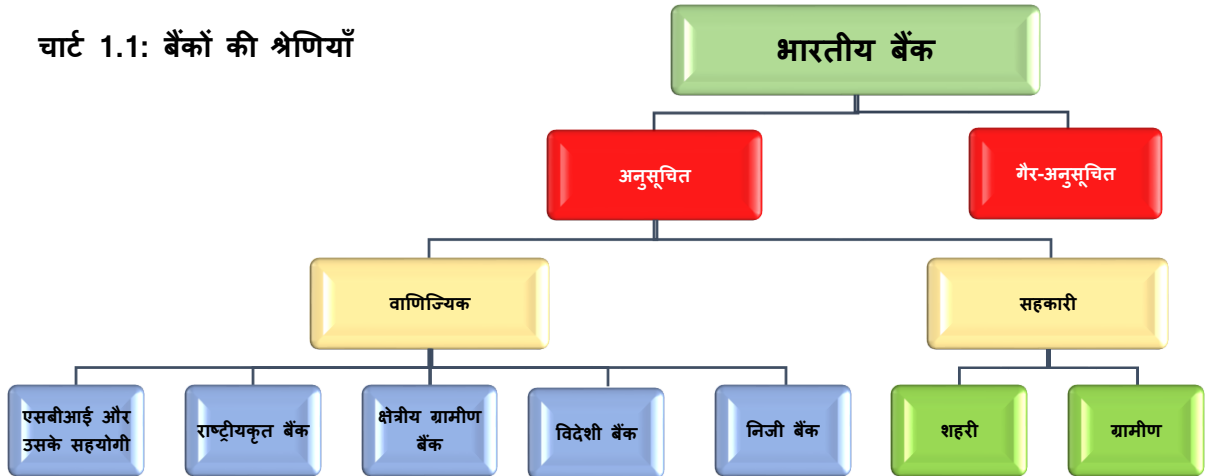 चार्ट 1.1: बैंकों की श्रेणियाँ
भारतीय बैंक
अनुसूचित
गैर-अनुसूचित
वाणिज्यिक
सहकारी
एसबीआई और
उसके सहयोगी
राष्ट्रीयकृत बैंक
क्षेत्रीय ग्रामीण
बैंक
विदेशी बैंक
निजी बैंक
शहरी
ग्रामीण